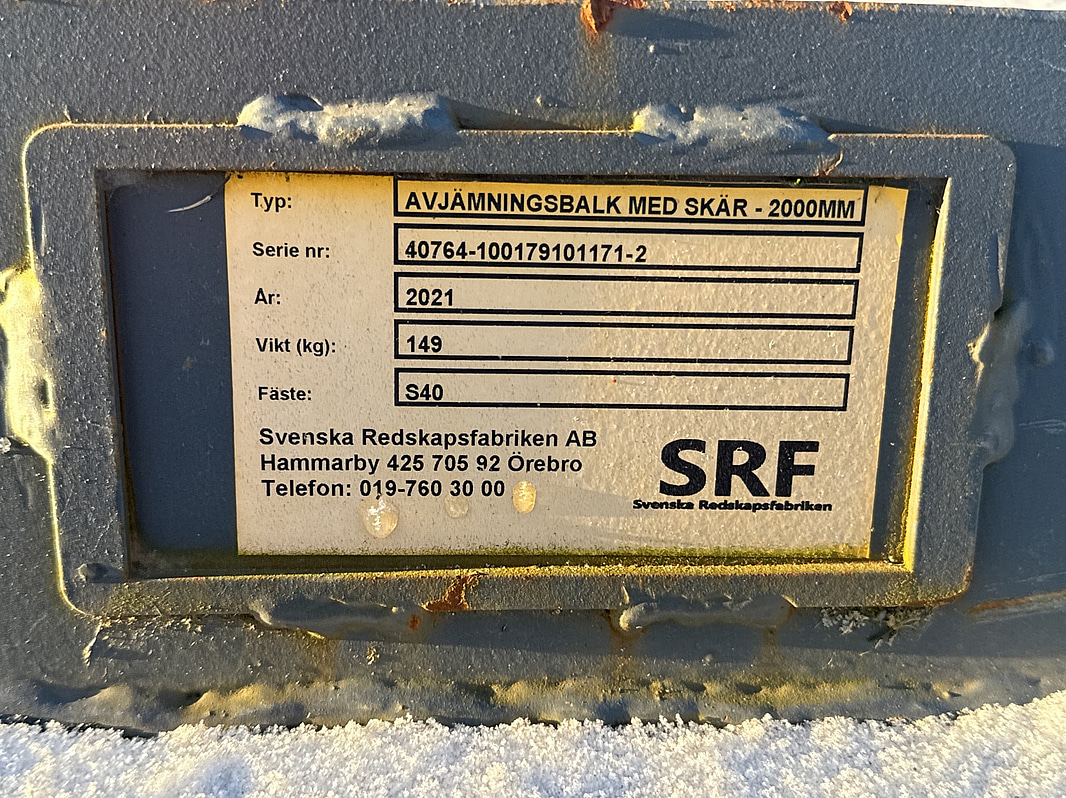 Typ: AVJÄMNINGSBALK MED SKÄR - 2000MM
Serie nr: 40764-100179101171-2
År: 2021
Vikt (kg): 149
Fäste: S40
Svenska Redskapsfabriken AB
Hammarby 425 705 92 Örebro
Telefon: 019-760 30 00
SRF
Svenska Redskapsfabriken